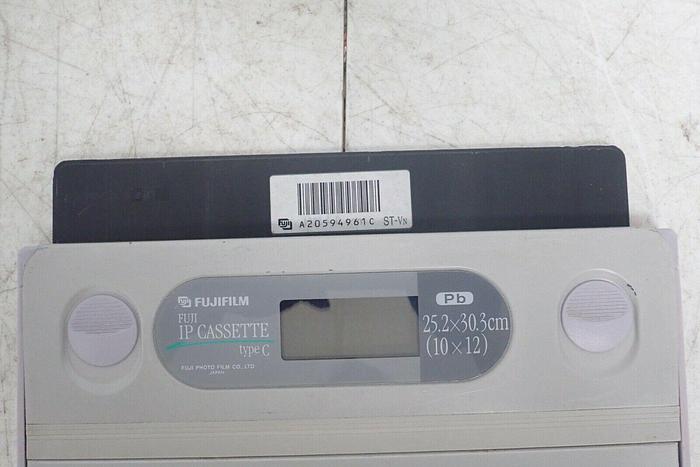 A20594961C ST-VN
FUJIFILM
FUJI
IP CASSETTE
type C
FUJI PHOTO FILM CO., LTD
JAPAN
Pb
25.2×30.3cm
(10×12)